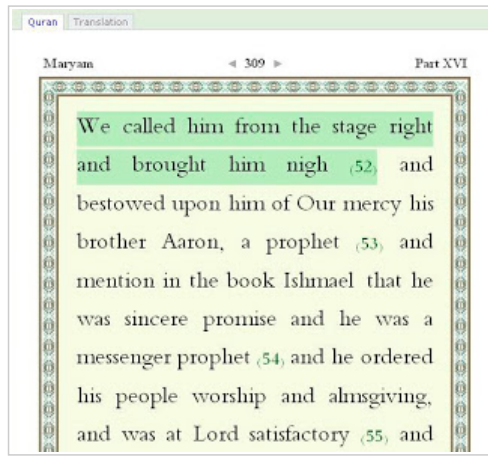 Quran Translation
Maryam ◄ 309 ► Part XVI
We called him from the stage right
and brought him nigh (52) and
bestowed upon him of Our mercy his
brother Aaron, a prophet (53) and
mention in the book Ishmael that he
was sincere promise and he was a
messenger prophet (54) and he ordered
his people worship and almsgiving,
and was at Lord satisfactory (55) and